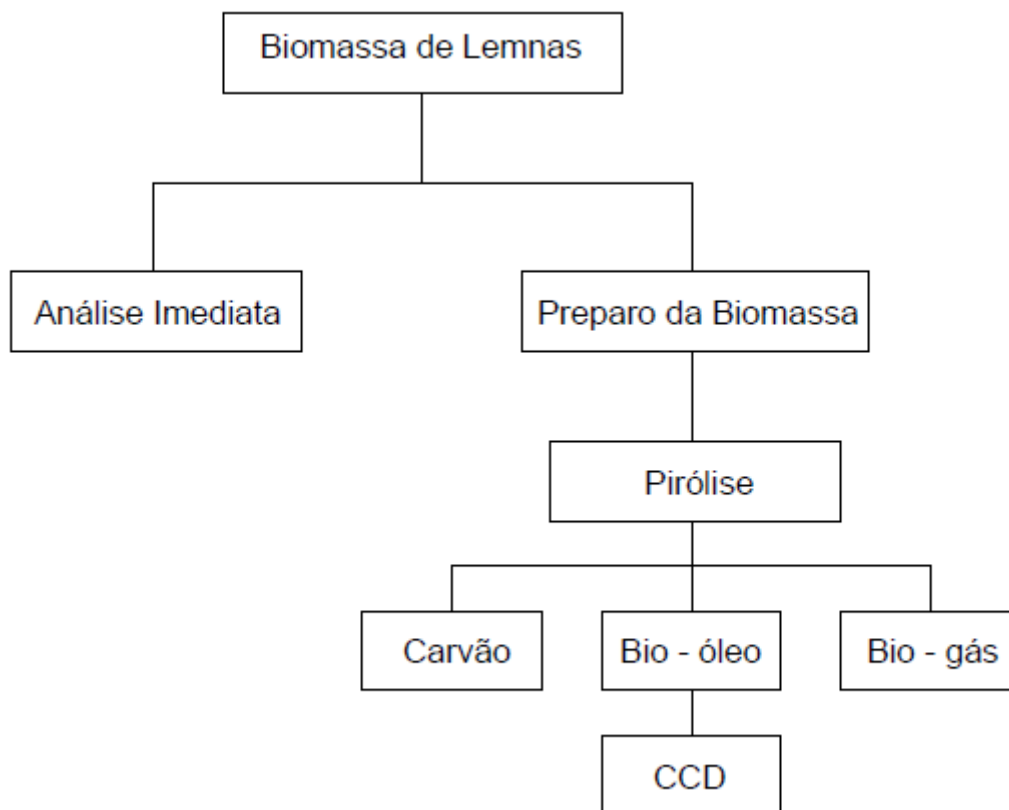 Biomassa de Lemnas
Análise Imediata
Preparo da Biomassa
Pirólise
Carvão
Bio - óleo
Bio - gás
CCD